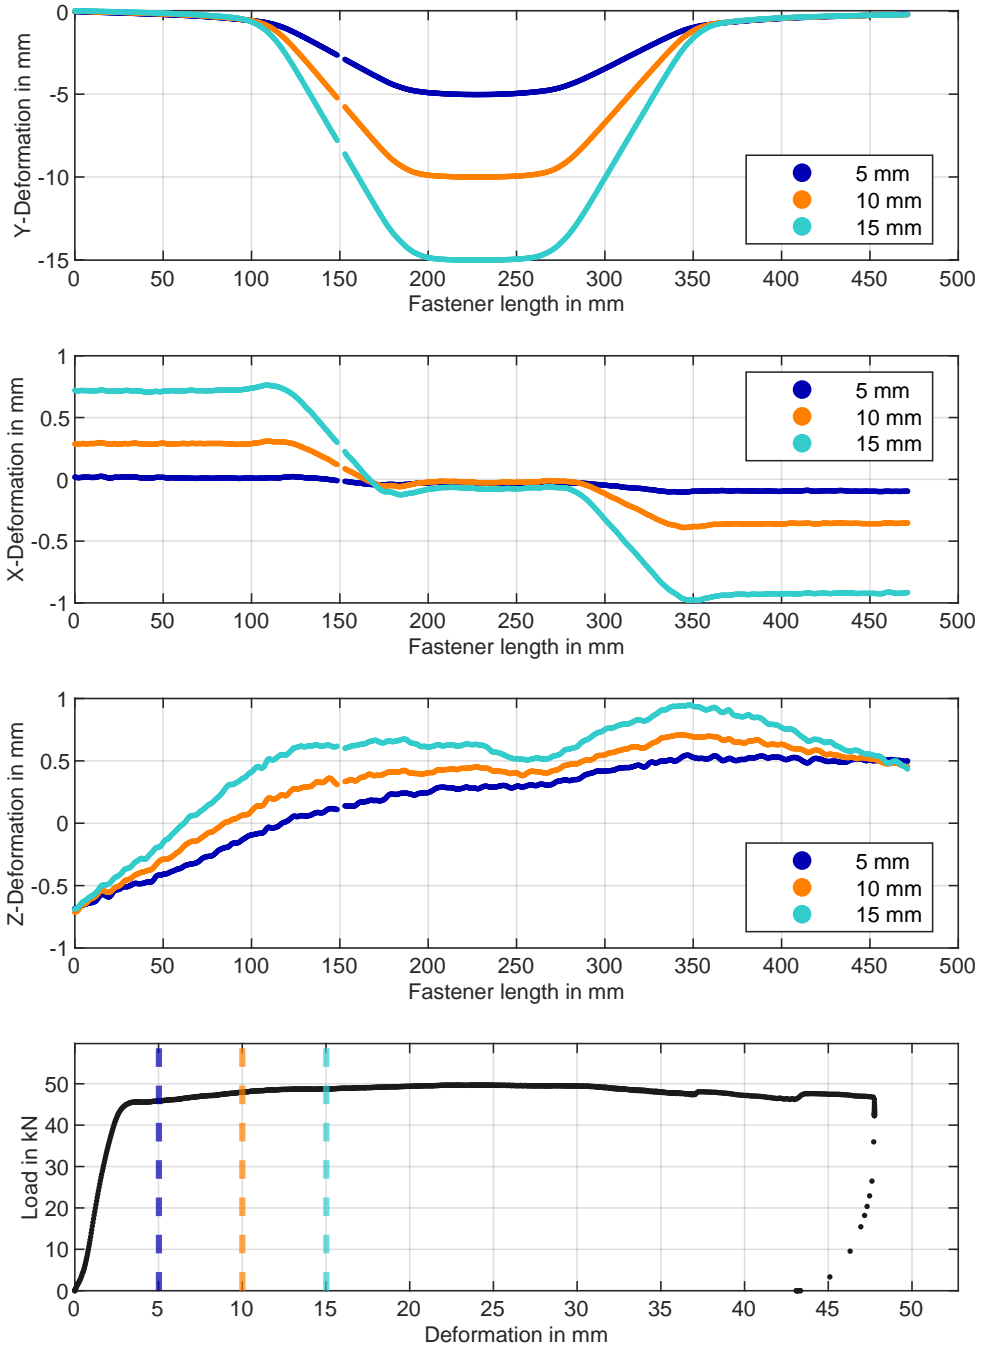 0
-5
-10
-15
Y-Deformation in mm
5 mm
10 mm
15 mm
0 50 100 150 200 250 300 350 400 450 500
Fastener length in mm
1
0.5
0
-0.5
-1
X-Deformation in mm
5 mm
10 mm
15 mm
0 50 100 150 200 250 300 350 400 450 500
Fastener length in mm
1
0.5
0
-0.5
-1
Z-Deformation in mm
5 mm
10 mm
15 mm
0 50 100 150 200 250 300 350 400 450 500
Fastener length in mm
50
40
30
20
10
0
Load in kN
0 5 10 15 20 25 30 35 40 45 50
Deformation in mm